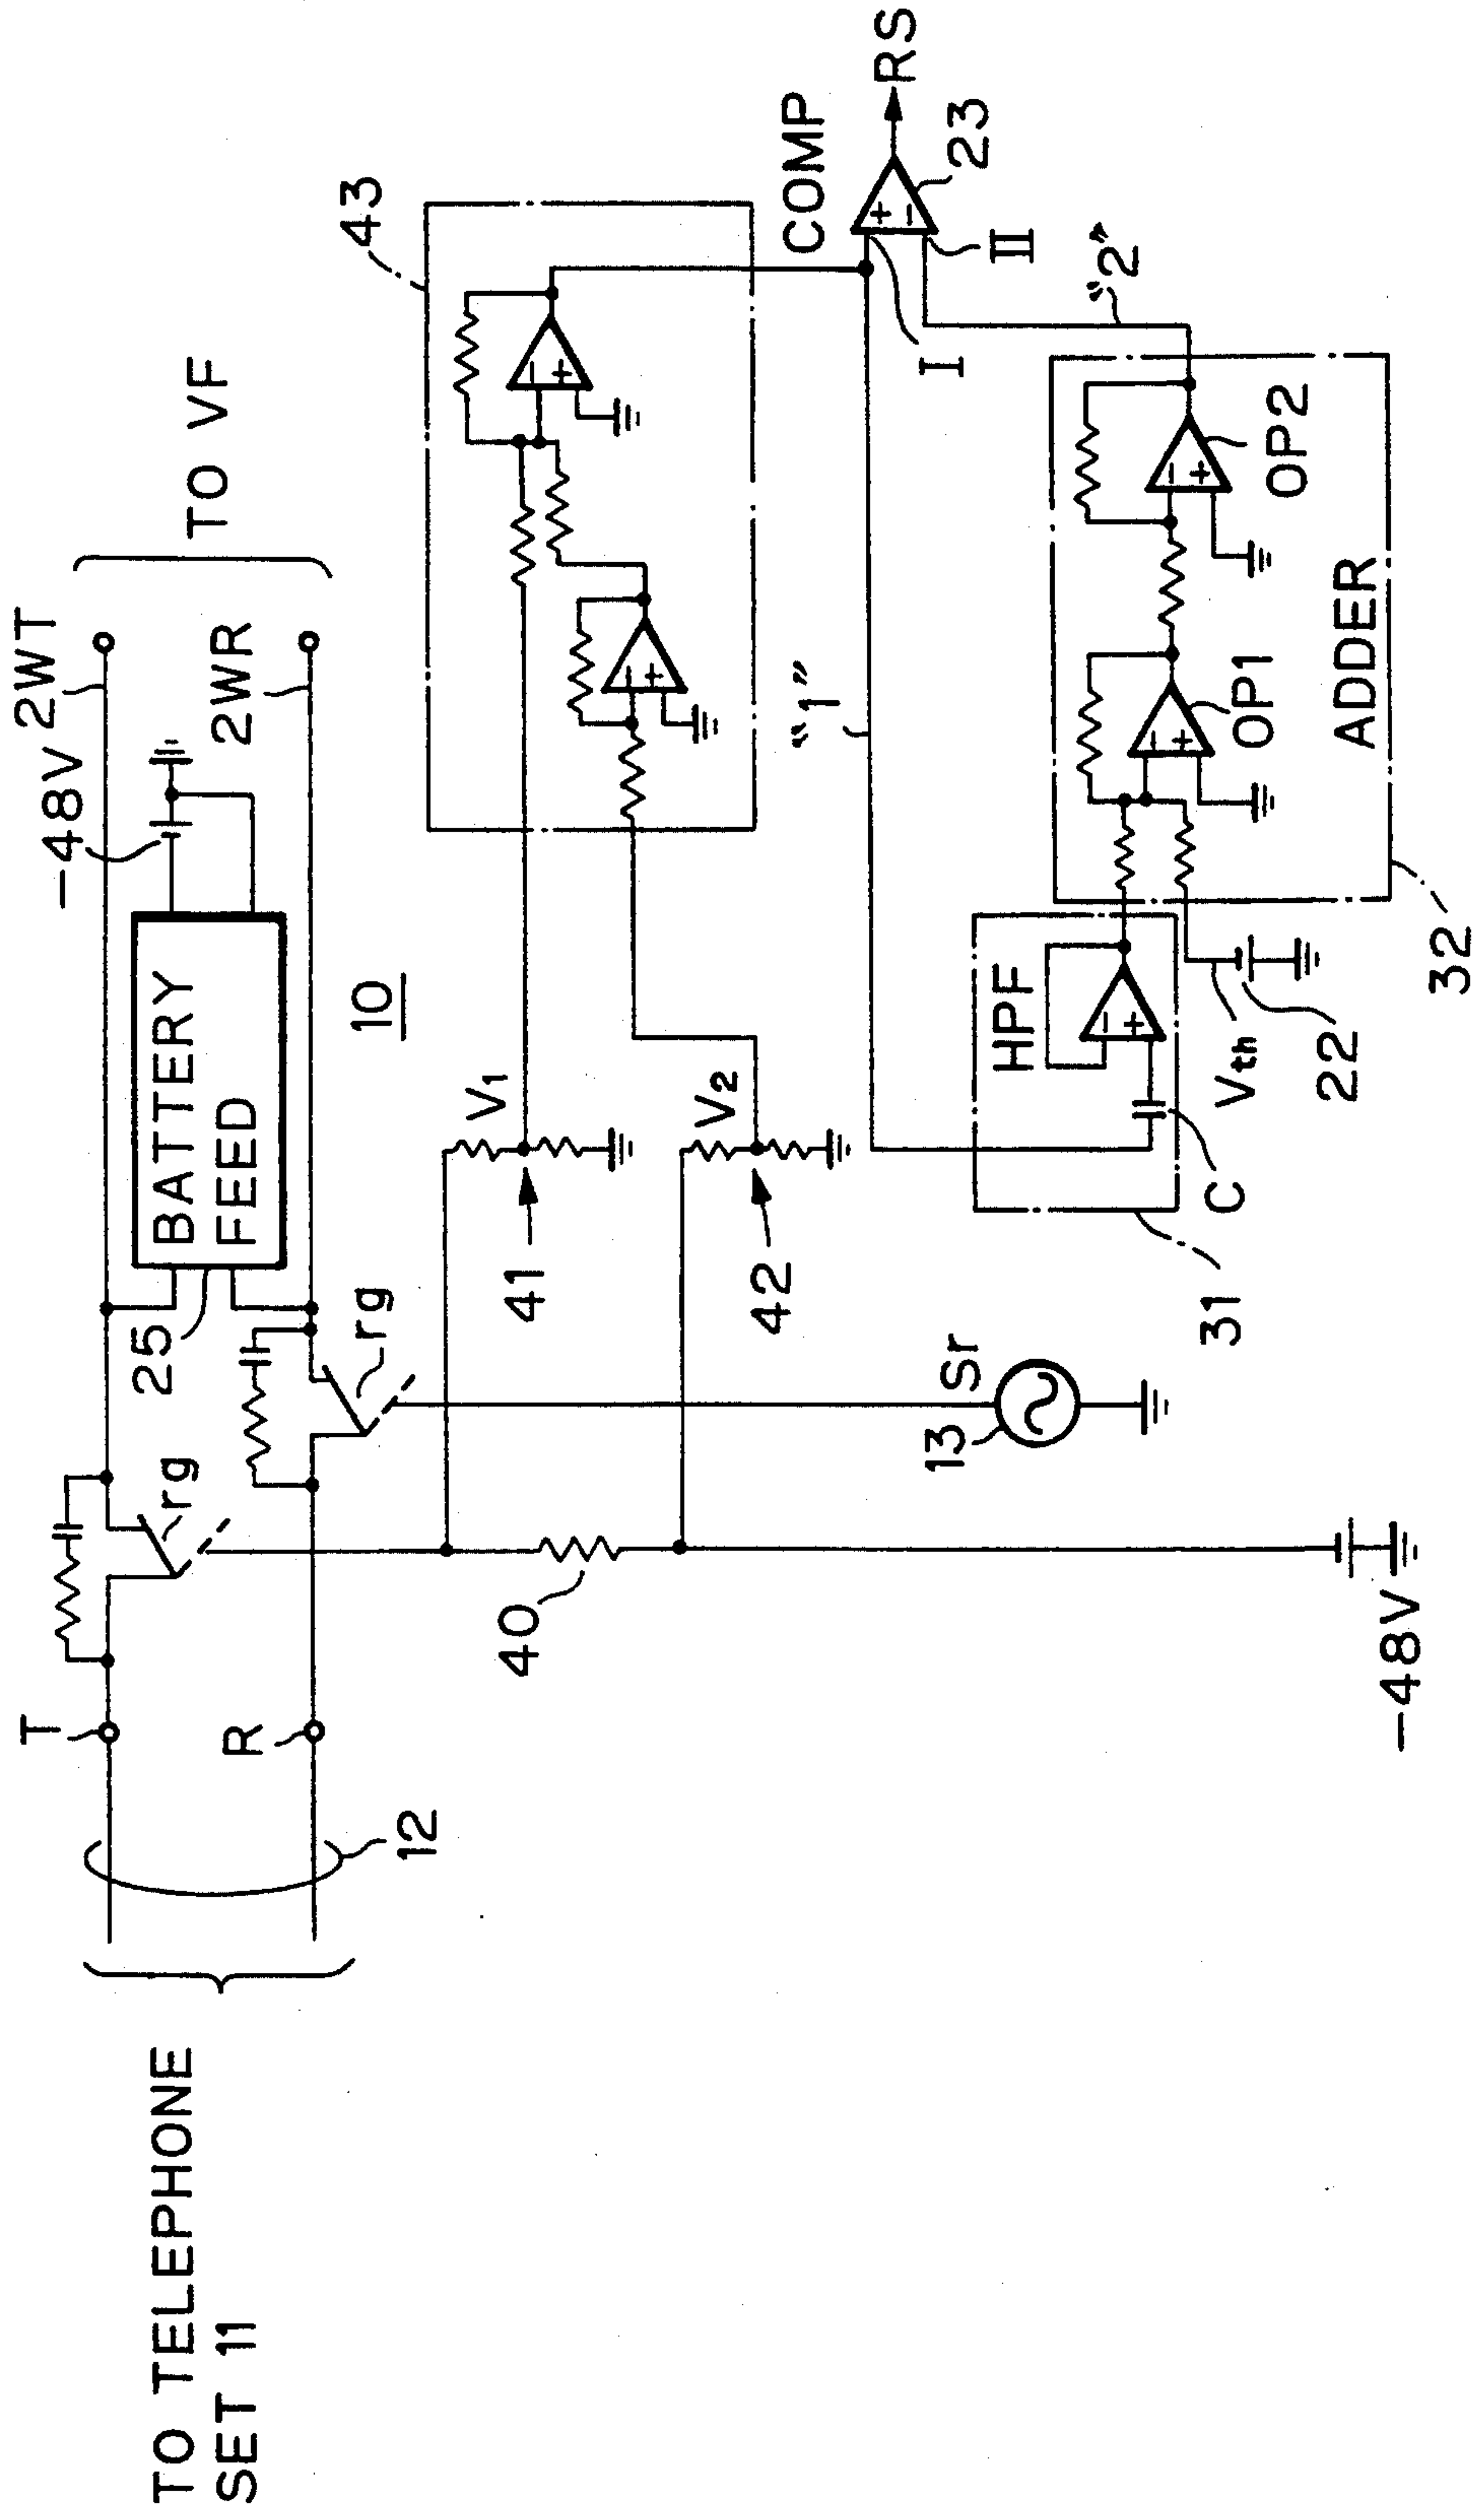 TO TELEPHONE
SET 11
12
T
R
rg
rg
25
BATTERY
FEED
-48V
2WT
2WR
TO VF
10
40
-48V
13
Sr
41
V1
42
V2
43
"1"
COMP
I
II
23
RS
"2"
31
C
HPF
Vth
22
32
ADDER
OP1
OP2
+
-
+
-
+
-
+
-
+
-
+
-